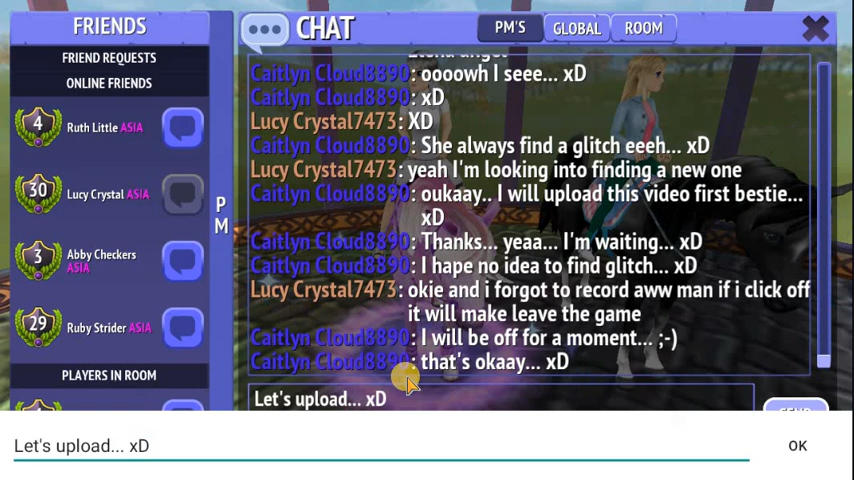 FRIENDS
FRIEND REQUESTS
ONLINE FRIENDS
4
Ruth Little ASIA
30
Lucy Crystal ASIA
3
Abby Checkers
ASIA
29
Ruby Strider ASIA
PLAYERS IN ROOM
PM
CHAT
PM'S
GLOBAL
ROOM
Caitlyn Cloud8890: oooowh I seee... xD
Caitlyn Cloud8890: xD
Lucy Crystal7473: XD
Caitlyn Cloud8890: She always find a glitch eeeh... xD
Lucy Crystal7473: yeah I'm looking into finding a new one
Caitlyn Cloud8890: oukaay.. I will upload this video first bestie...
xD
Caitlyn Cloud8890: Thanks... yeaa... I'm waiting... xD
Caitlyn Cloud8890: I hape no idea to find glitch... xD
Lucy Crystal7473: okie and i forgot to record aww man if i click off
it will make leave the game
Caitlyn Cloud8890: I will be off for a moment... ;-)
Caitlyn Cloud8890: that's okaay... xD
Let's upload... xD
Let's upload... xD
OK